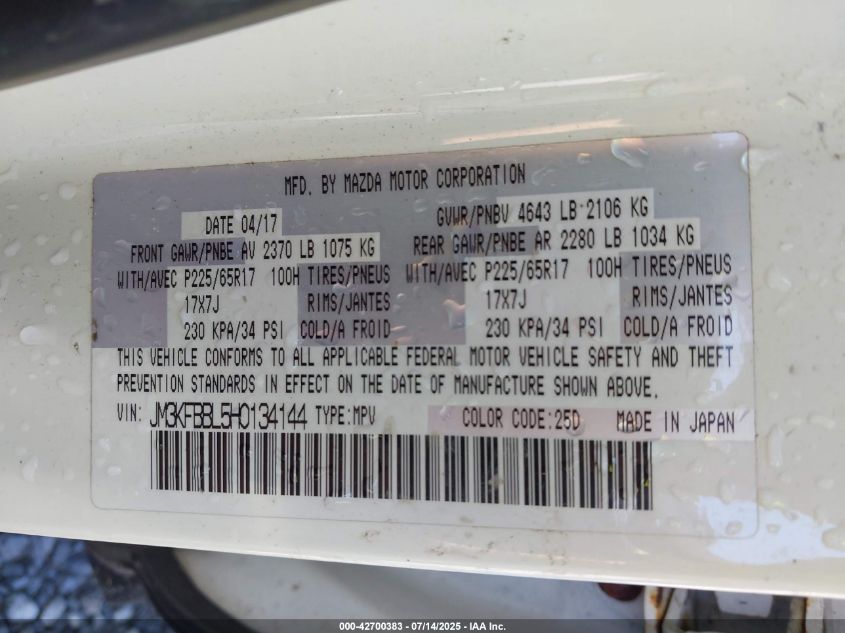 MFD. BY MAZDA MOTOR CORPORATION
DATE 04/17 GVWR/PNBV 4643 LB 2106 KG
FRONT GAWR/PNBE AV 2370 LB 1075 KG REAR GAWR/PNBE AR 2280 LB 1034 KG
WITH/AVEC P225/65R17 100H TIRES/PNEUS WITH/AVEC P225/65R17 100H TIRES/PNEUS
17X7J RIMS/JANTES 17X7J RIMS/JANTES
230 KPA/34 PSI COLD/A FROID 230 KPA/34 PSI COLD/A FROID
THIS VEHICLE CONFORMS TO ALL APPLICABLE FEDERAL MOTOR VEHICLE SAFETY AND THEFT
PREVENTION STANDARDS IN EFFECT ON THE DATE OF MANUFACTURE SHOWN ABOVE.
VIN: JM3KFBBL5H0134144 TYPE:MPV COLOR CODE:25D MADE IN JAPAN
000-42700383 - 07/14/2025 - IAA Inc.